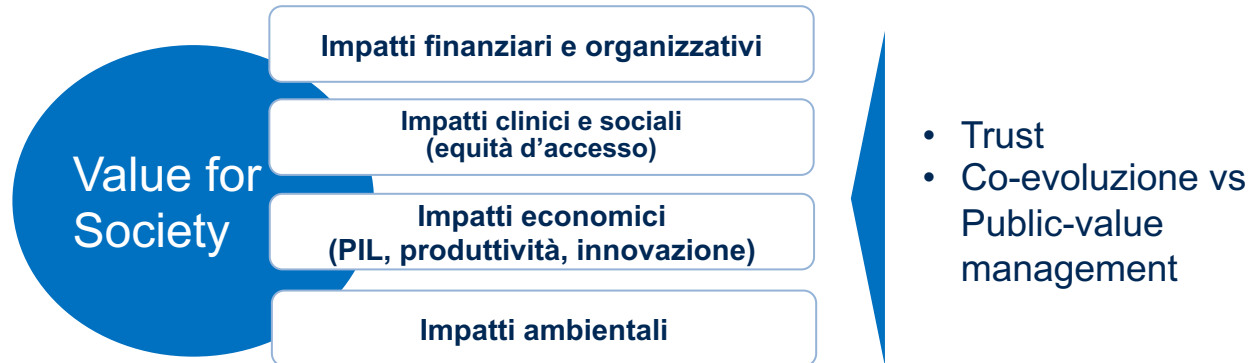 Value for
Society
Impatti finanziari e organizzativi
Impatti clinici e sociali
(equità d’accesso)
Impatti economici
(PIL, produttività, innovazione)
Impatti ambientali
• Trust
• Co-evoluzione vs
Public-value
management